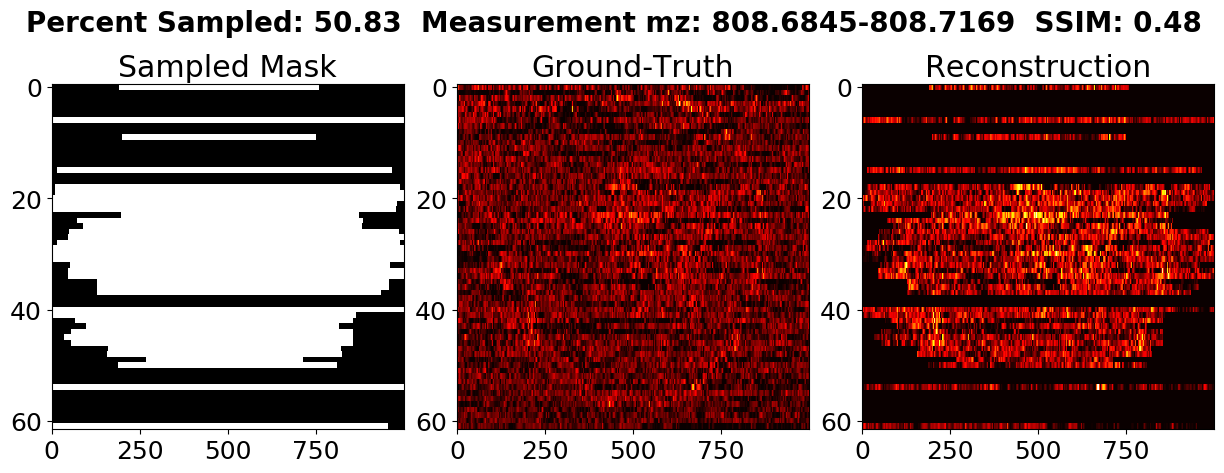 Percent Sampled: 50.83  Measurement mz: 808.6845-808.7169  SSIM: 0.48
Sampled Mask Ground-Truth Reconstruction
0 0 0
20 20 20
40 40 40
60 60 60
0 250 500 750 0 250 500 750 0 250 500 750